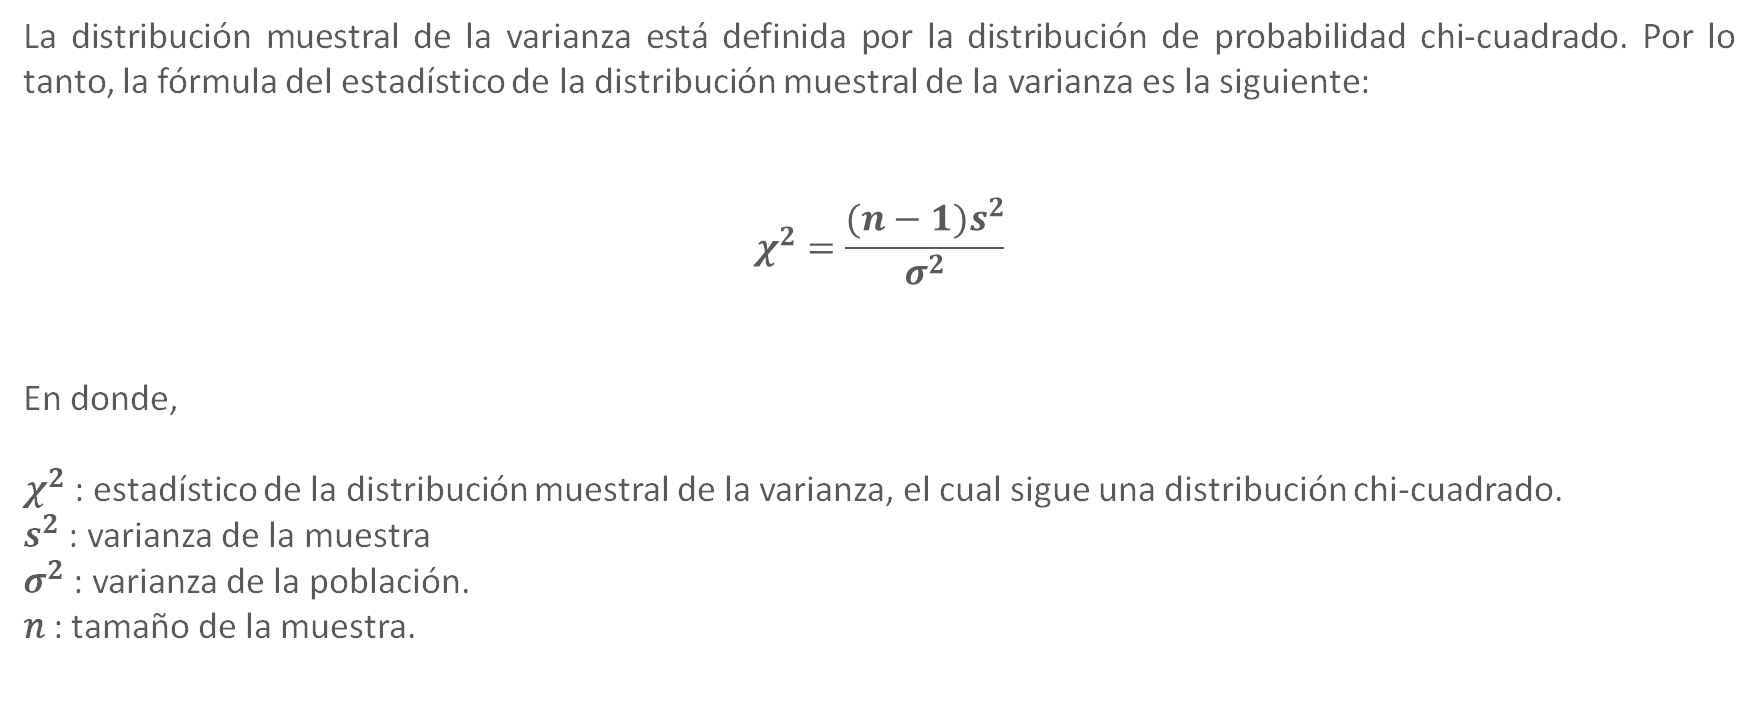 La distribución muestral de la varianza está definida por la distribución de probabilidad chi-cuadrado. Por lo
tanto, la fórmula del estadístico de la distribución muestral de la varianza es la siguiente:
χ² = (n − 1)s² / σ²
En donde,
χ² : estadístico de la distribución muestral de la varianza, el cual sigue una distribución chi-cuadrado.
s² : varianza de la muestra
σ² : varianza de la población.
n : tamaño de la muestra.